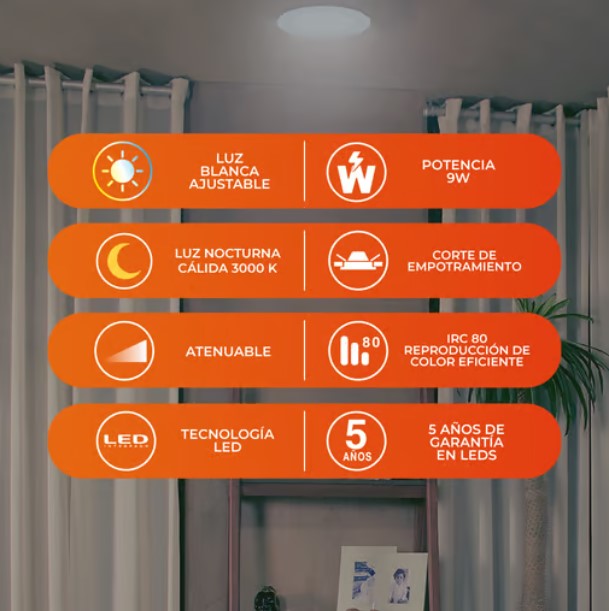 LUZ
BLANCA
AJUSTABLE
W
POTENCIA
9W
LUZ NOCTURNA
CÁLIDA 3000 K
CORTE DE
EMPOTRAMIENTO
ATENUABLE
80
IRC 80
REPRODUCCIÓN DE
COLOR EFICIENTE
LED
INTEGRADO
TECNOLOGÍA
LED
5
AÑOS
5 AÑOS DE
GARANTÍA
EN LEDS